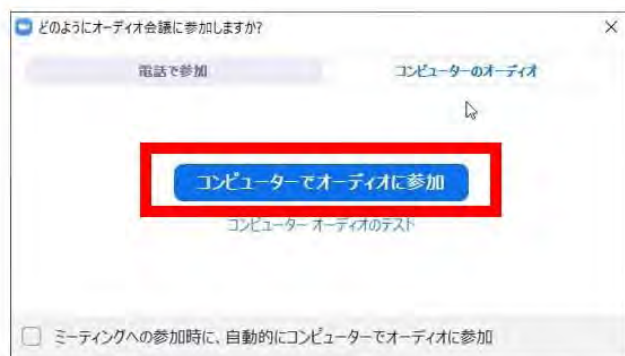 どのようにオーディオ会議に参加しますか?
電話で参加
コンピューターのオーディオ
コンピューターでオーディオに参加
コンピューター オーディオのテスト
ミーティングへの参加時に、自動的にコンピューターでオーディオに参加